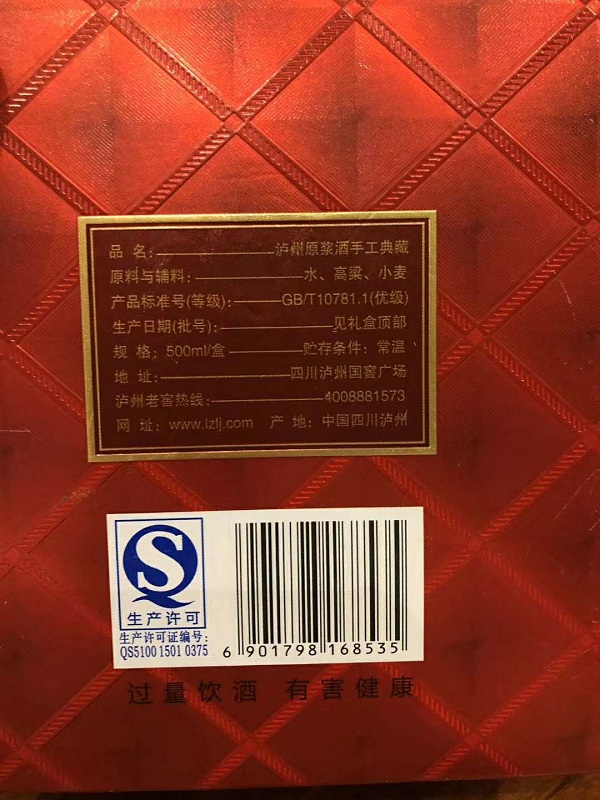 品 名:泸州原浆酒手工典藏
原料与辅料:水、高粱、小麦
产品标准号(等级):GB/T10781.1(优级)
生产日期(批号):见礼盒顶部
规 格:500ml/盒 贮存条件:常温
地 址:四川泸州国窖广场
泸州老窖热线:4008881573
网 址:www.lzlj.com 产 地:中国四川泸州
生产许可
生产许可证编号:
QS5100 1501 0375
6 901798 168535
过量饮酒 有害健康